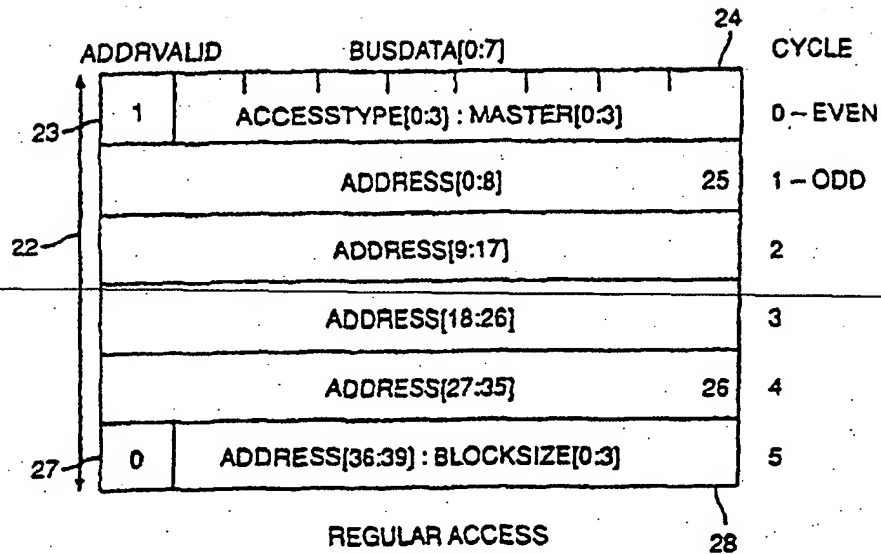 24
ADDRVALID BUSDATA[0:7] CYCLE
23 1 ACCESSTYPE[0:3] : MASTER[0:3] 0 – EVEN
ADDRESS[0:8] 25 1 – ODD
22 ADDRESS[9:17] 2
ADDRESS[18:26] 3
ADDRESS[27:35] 26 4
27 0 ADDRESS[36:39] : BLOCKSIZE[0:3] 5
REGULAR ACCESS 28